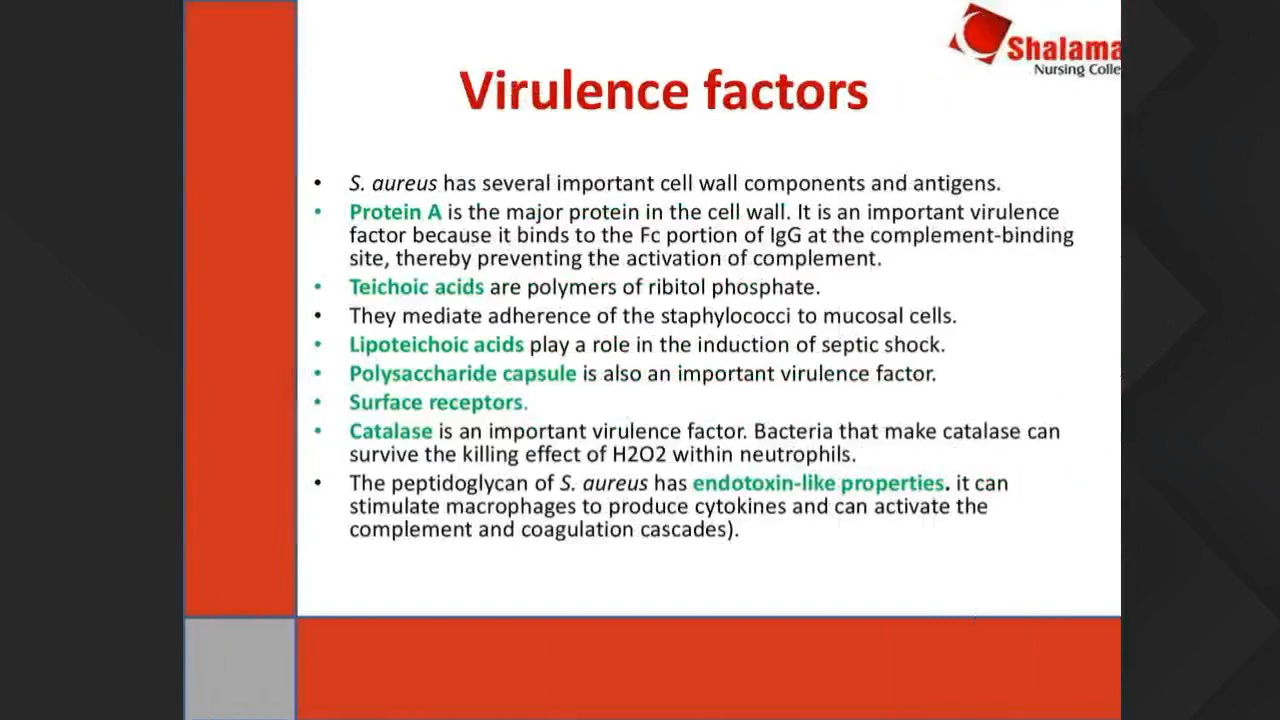 Shalama
Nursing Colle
Virulence factors
• S. aureus has several important cell wall components and antigens.
• Protein A is the major protein in the cell wall. It is an important virulence
factor because it binds to the Fc portion of IgG at the complement-binding
site, thereby preventing the activation of complement.
• Teichoic acids are polymers of ribitol phosphate.
• They mediate adherence of the staphylococci to mucosal cells.
• Lipoteichoic acids play a role in the induction of septic shock.
• Polysaccharide capsule is also an important virulence factor.
• Surface receptors.
• Catalase is an important virulence factor. Bacteria that make catalase can
survive the killing effect of H2O2 within neutrophils.
• The peptidoglycan of S. aureus has endotoxin-like properties. it can
stimulate macrophages to produce cytokines and can activate the
complement and coagulation cascades).